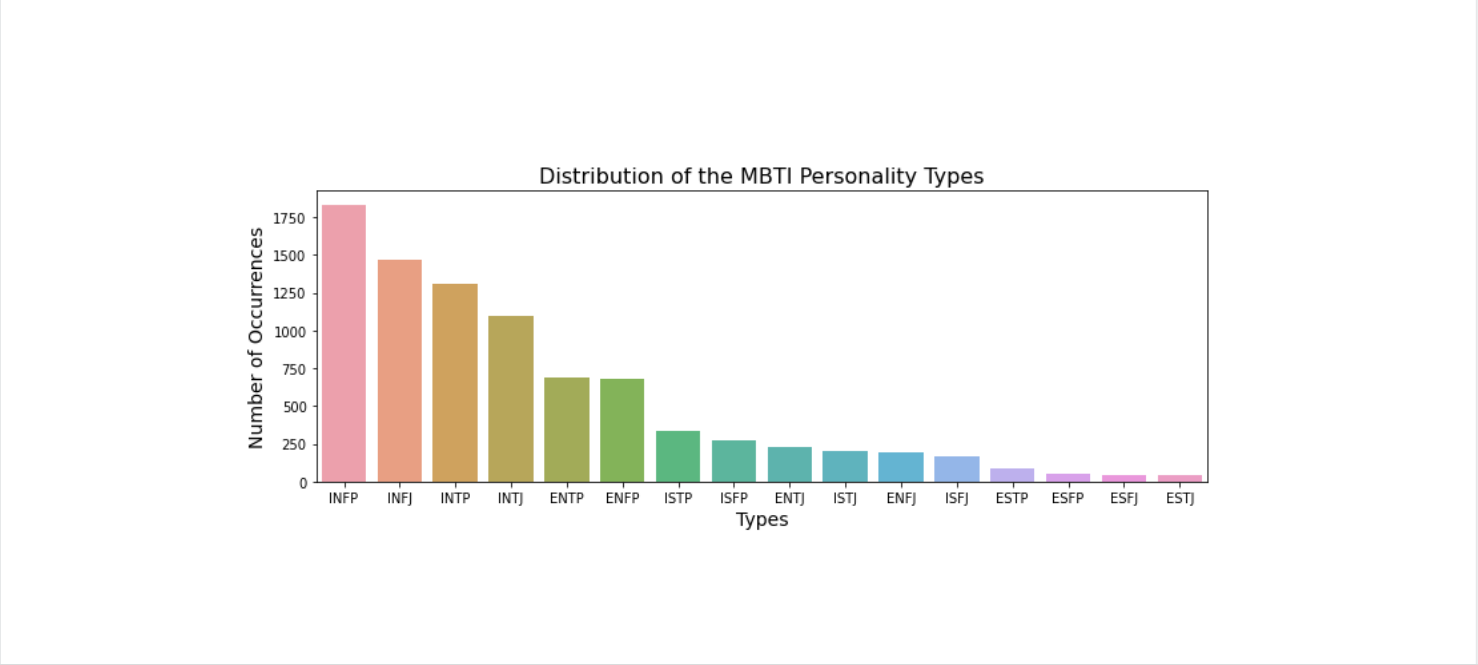 Distribution of the MBTI Personality Types
Number of Occurrences
1750
1500
1250
1000
750
500
250
0
INFP INFJ INTP INTJ ENTP ENFP ISTP ISFP ENTJ ISTJ ENFJ ISFJ ESTP ESFP ESFJ ESTJ
Types